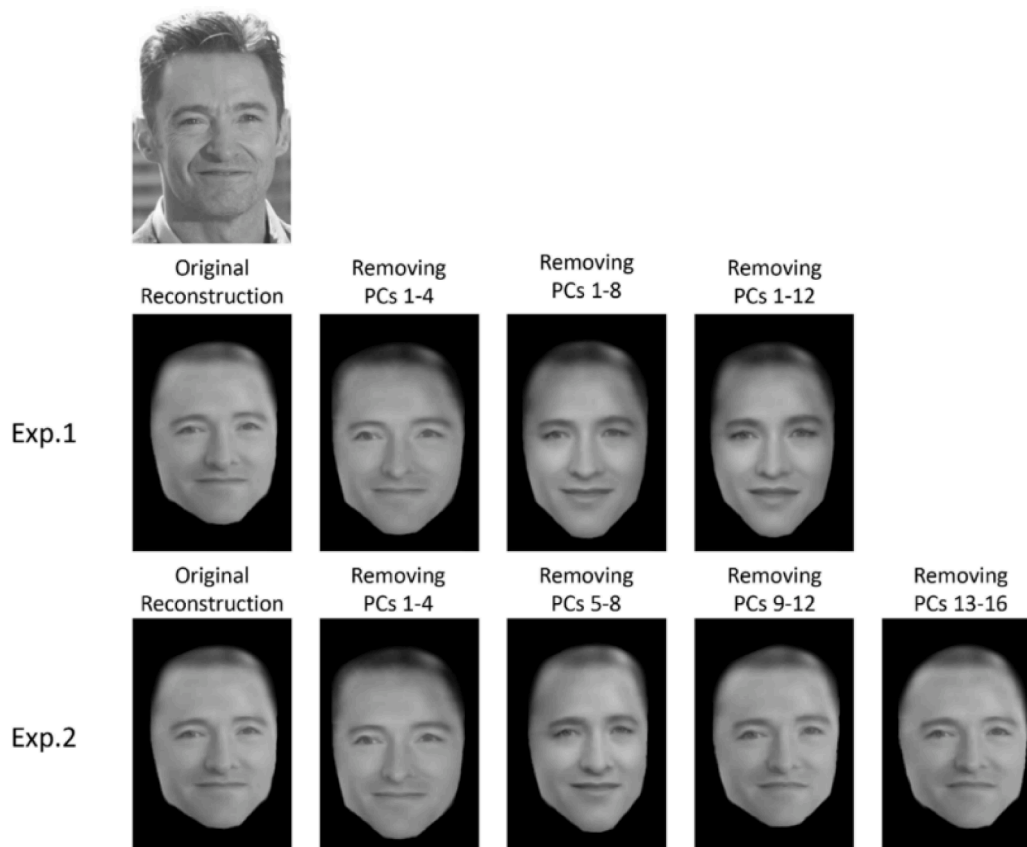 Original
Reconstruction
Removing
PCs 1-4
Removing
PCs 1-8
Removing
PCs 1-12
Exp.1
Original
Reconstruction
Removing
PCs 1-4
Removing
PCs 5-8
Removing
PCs 9-12
Removing
PCs 13-16
Exp.2